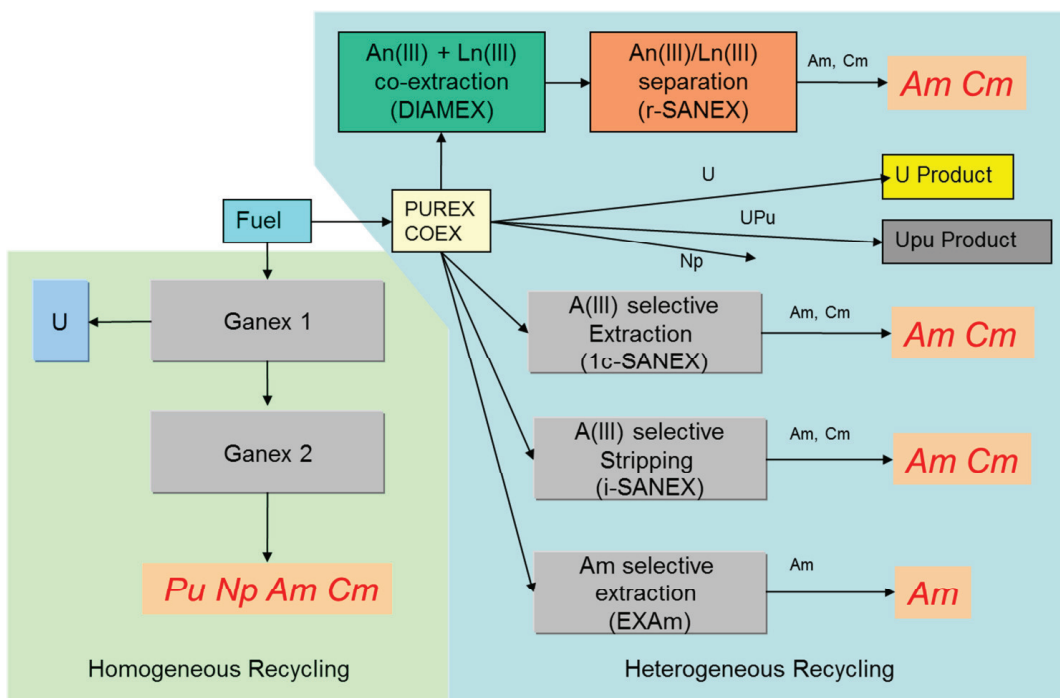 An(III) + Ln(III)
co-extraction
(DIAMEX)
An(III)/Ln(III)
separation
(r-SANEX)
Am, Cm
Am Cm
U
U Product
Fuel
PUREX
COEX
UPu
Upu Product
Np
U
Ganex 1
A(III) selective
Extraction
(1c-SANEX)
Am, Cm
Am Cm
Ganex 2
A(III) selective
Stripping
(i-SANEX)
Am, Cm
Am Cm
Pu Np Am Cm
Am selective
extraction
(EXAm)
Am
Am
Homogeneous Recycling
Heterogeneous Recycling